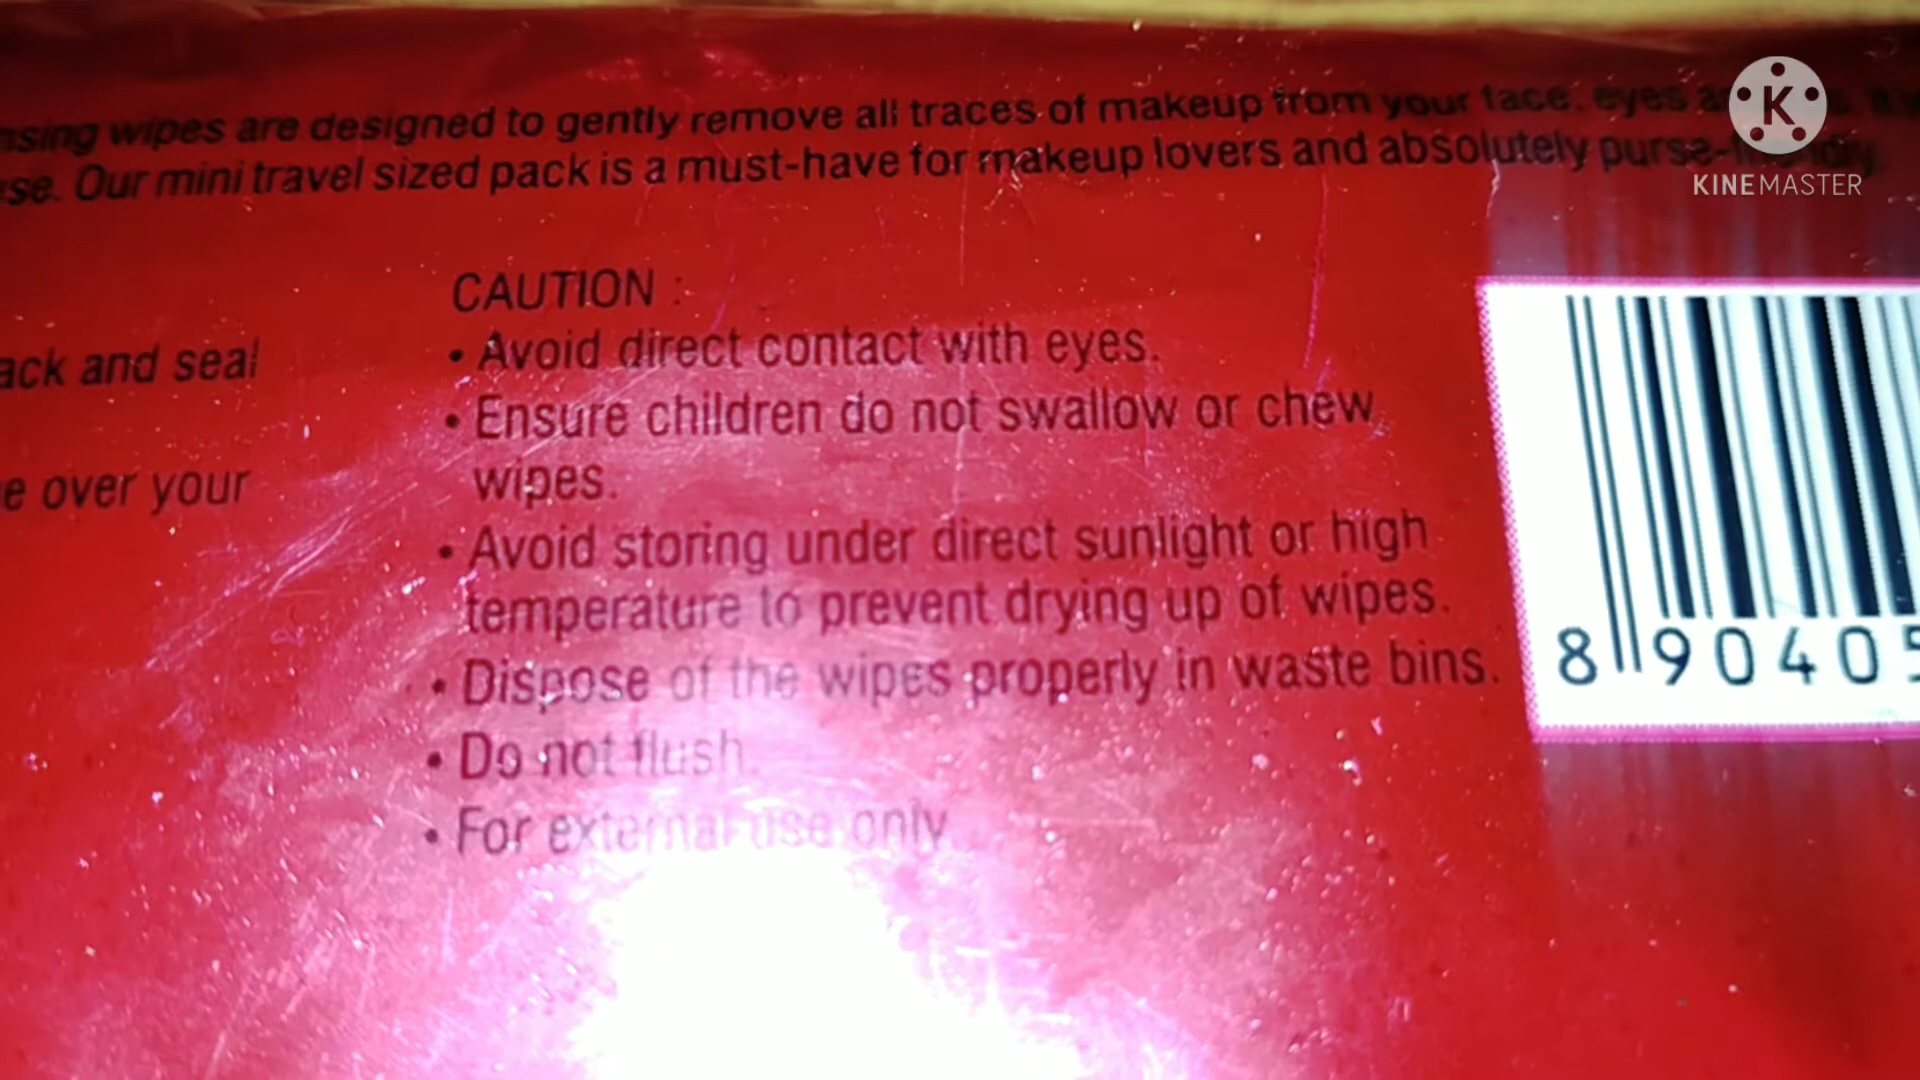 nsing wipes are designed to gently remove all traces of makeup from your face, eyes
se. Our mini travel sized pack is a must-have for makeup lovers and absolutely
K
KINEMASTER
ack and seal
e over your
CAUTION :
• Avoid direct contact with eyes.
• Ensure children do not swallow or chew
wipes.
• Avoid storing under direct sunlight or high
temperature to prevent drying up of wipes.
• Dispose of the wipes properly in waste bins.
• Do not flush.
• For external use only.
8 90405